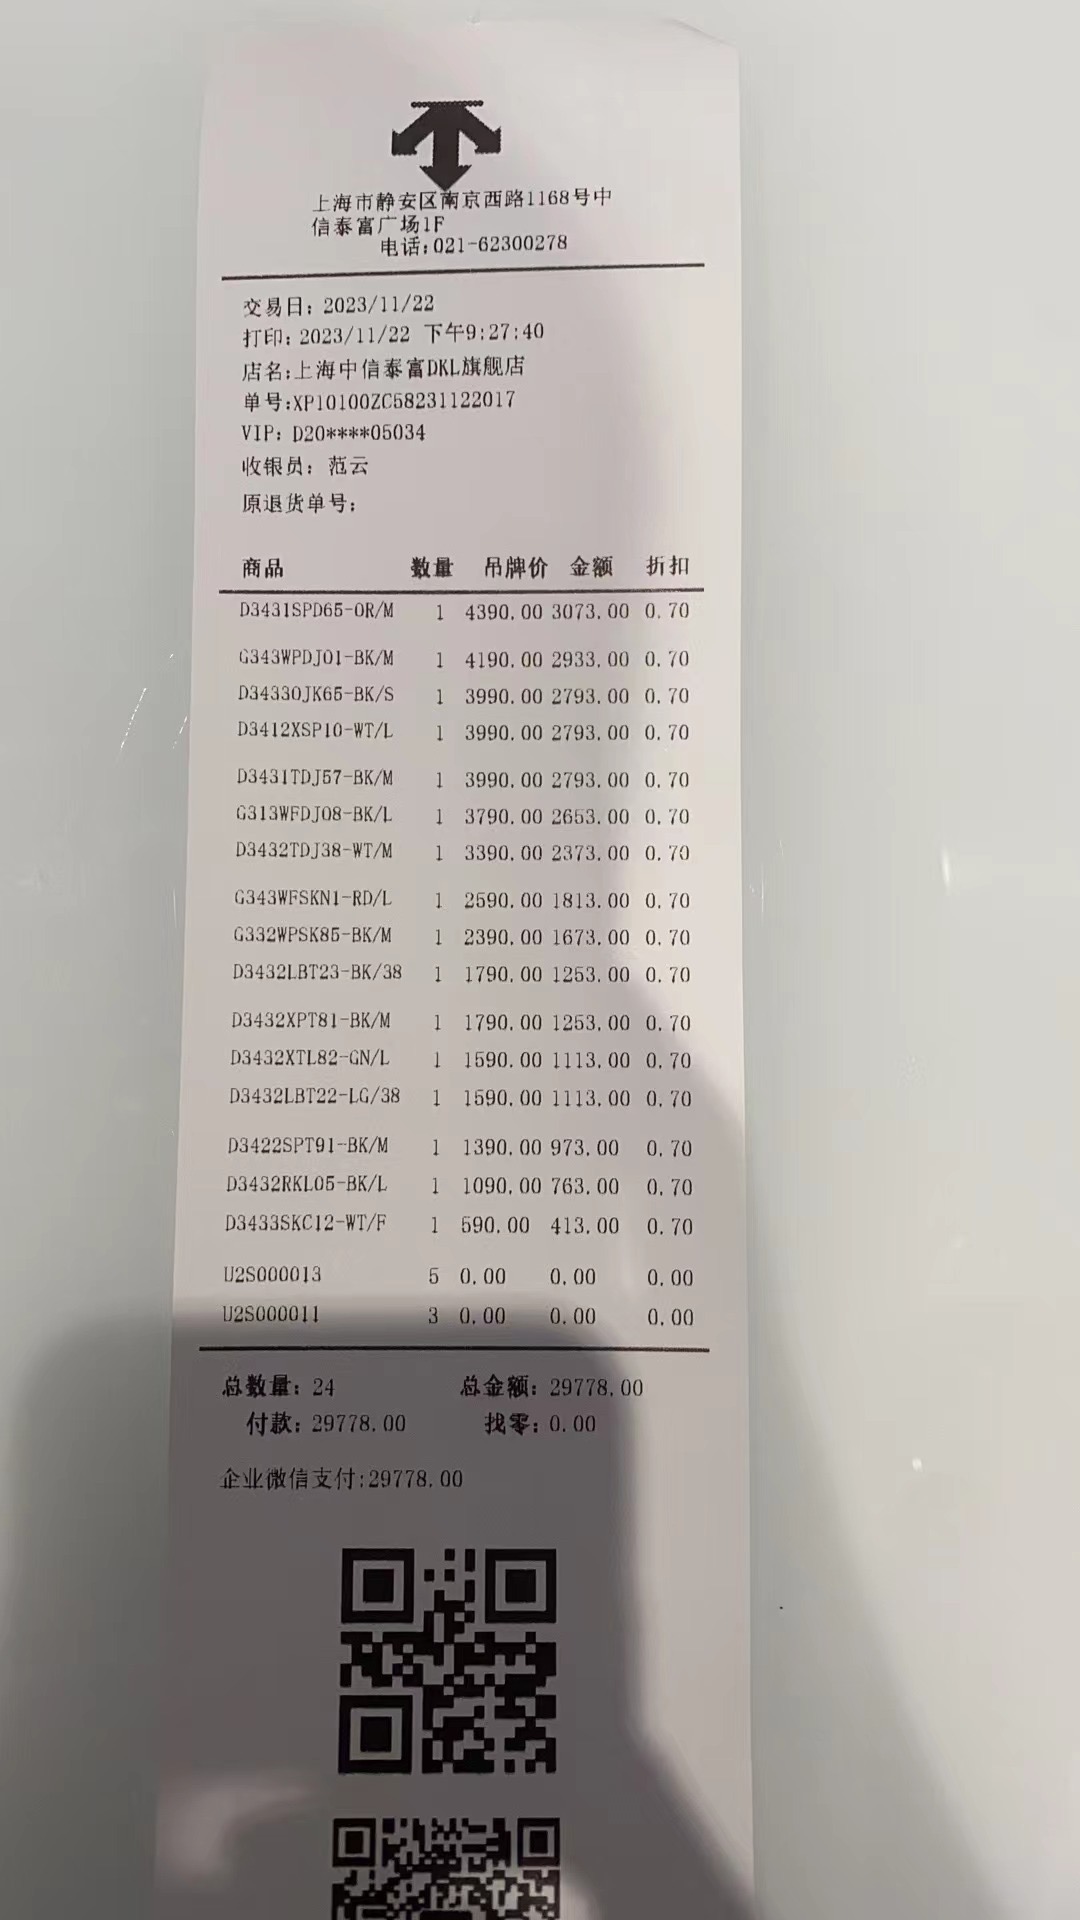 上海市静安区南京西路1168号中
信泰富广场1F
电话:021-62300278
交易日: 2023/11/22
打印: 2023/11/22 下午9:27:40
店名:上海中信泰富DKL旗舰店
单号:XP10100ZC58231122017
VIP: D20****05034
收银员: 范云
原退货单号:
商品 数量 吊牌价 金额 折扣
D3431SPD65-OR/M 1 4390.00 3073.00 0.70
G343WPDJ01-BK/M 1 4190.00 2933.00 0.70
D34330JK65-BK/S 1 3990.00 2793.00 0.70
D3412XSP10-WT/L 1 3990.00 2793.00 0.70
D3431TDJ57-BK/M 1 3990.00 2793.00 0.70
G313WFDJ08-BK/L 1 3790.00 2653.00 0.70
D3432TDJ38-WT/M 1 3390.00 2373.00 0.70
G343WFSKN1-RD/L 1 2590.00 1813.00 0.70
G332WPSK85-BK/M 1 2390.00 1673.00 0.70
D3432LBT23-BK/38 1 1790.00 1253.00 0.70
D3432XPT81-BK/M 1 1790.00 1253.00 0.70
D3432XTL82-GN/L 1 1590.00 1113.00 0.70
D3432LBT22-LG/38 1 1590.00 1113.00 0.70
D3422SPT91-BK/M 1 1390.00 973.00 0.70
D3432RKL05-BK/L 1 1090.00 763.00 0.70
D3433SKC12-WT/F 1 590.00 413.00 0.70
U2S000013 5 0.00 0.00 0.00
U2S000011 3 0.00 0.00 0.00
总数量: 24 总金额: 29778.00
付款: 29778.00 找零: 0.00
企业微信支付:29778.00